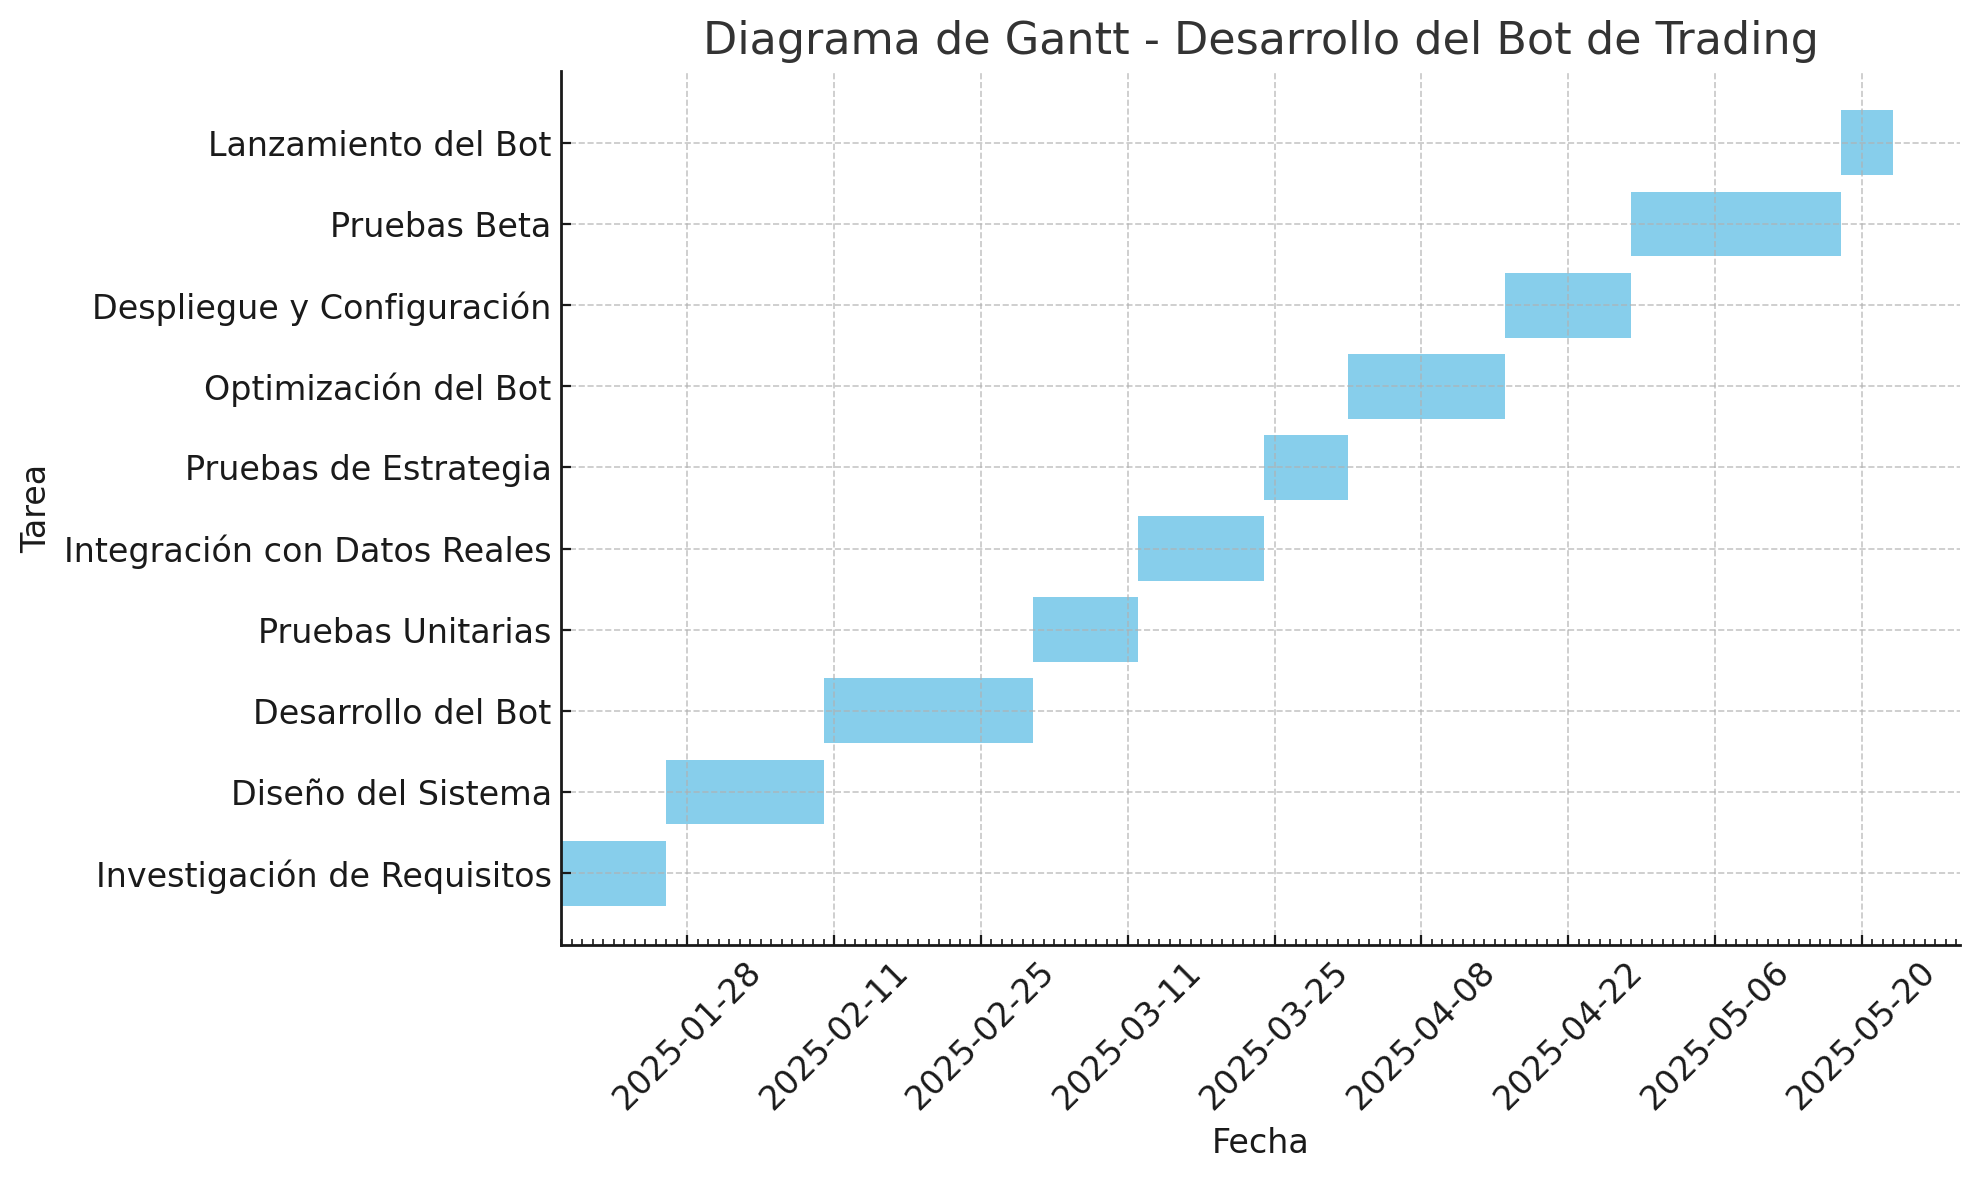 Diagrama de Gantt - Desarrollo del Bot de Trading
Lanzamiento del Bot
Pruebas Beta
Despliegue y Configuración
Optimización del Bot
Pruebas de Estrategia
Integración con Datos Reales
Pruebas Unitarias
Desarrollo del Bot
Diseño del Sistema
Investigación de Requisitos
Tarea
2025-01-28
2025-02-11
2025-02-25
2025-03-11
2025-03-25
2025-04-08
2025-04-22
2025-05-06
2025-05-20
Fecha